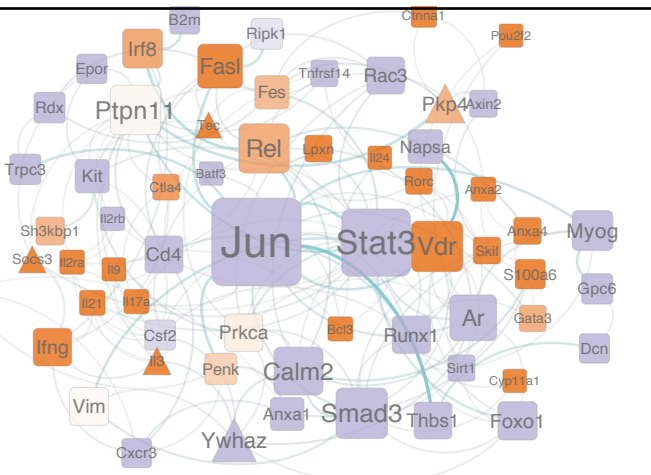 B2m
Ctnna1
Ripk1
Pou2f2
Irf8
Fasl
Epor
Tnfrsf14
Rac3
Fes
Rdx
Ptpn11
Pkp4
Axin2
Tec
Rel
Lpxn
Il24
Napsa
Trpc3
Kit
Batf3
Ctla4
Rorc
Anxa2
Il2rb
Sh3kbp1
Jun
Stat3
Vdr
Anxa4
Myog
Socs3
Il2ra
Il9
Cd4
Skil
S100a6
Gpc6
Il21
Il17a
Gata3
Ar
Ifng
Csf2
Prkca
Bcl3
Runx1
Dcn
Il3
Penk
Calm2
Sirt1
Cyp11a1
Vim
Anxa1
Smad3
Thbs1
Foxo1
Ywhaz
Cxcr3